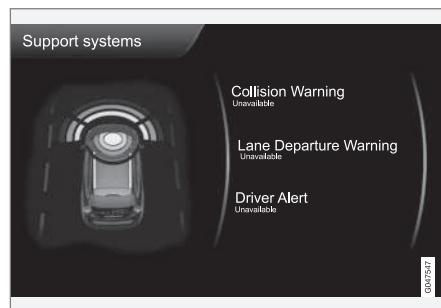 Support systems
Collision Warning
Unavailable
Lane Departure Warning
Unavailable
Driver Alert
Unavailable
G047547